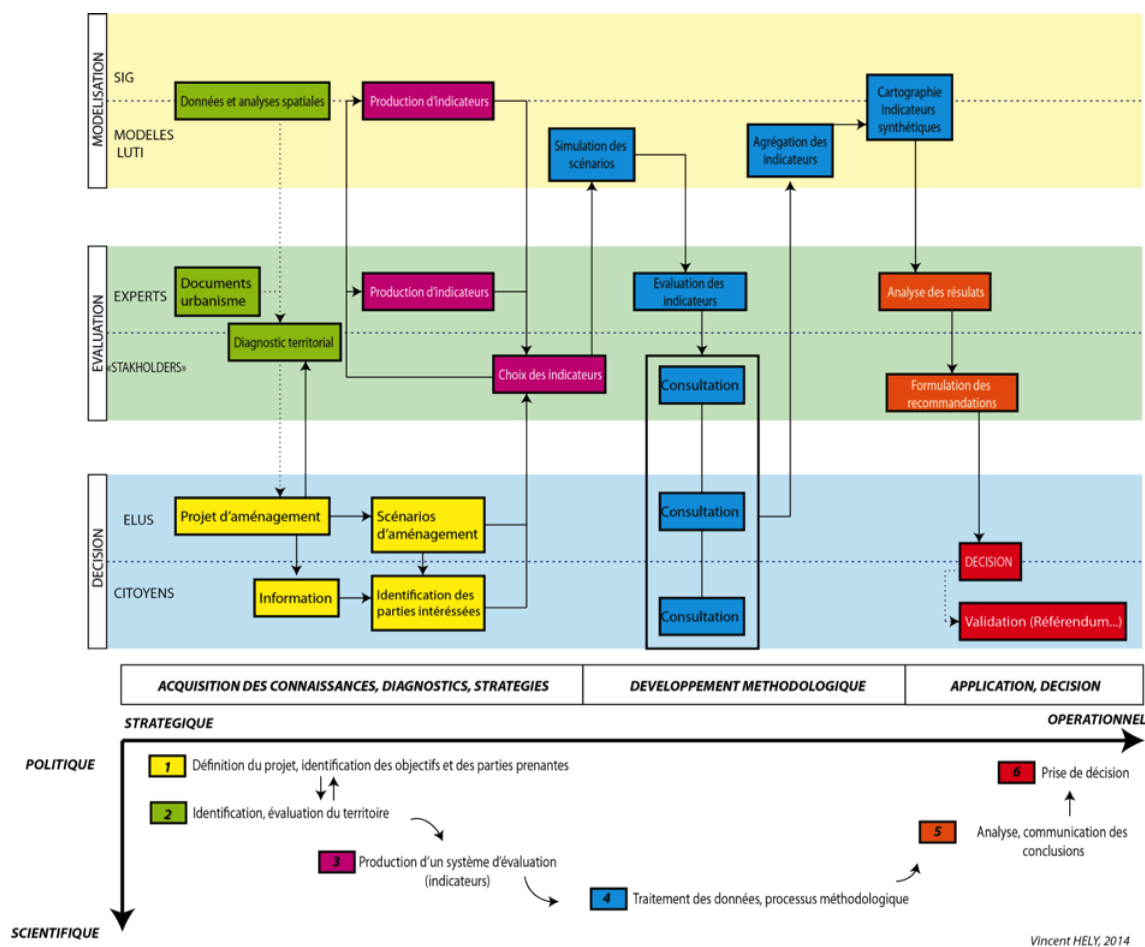 MODELISATION
SIG
MODELES
LUTI
Données et analyses spatiales
Production d'indicateurs
Simulation des
scénarios
Agrégation des
indicateurs
Cartographie
Indicateurs
synthétiques
EVALUATION
EXPERTS
«STAKHOLDERS»
Documents
urbanisme
Diagnostic territorial
Production d'indicateurs
Choix des indicateurs
Evaluation des
indicateurs
Consultation
Analyse des résulats
Formulation des
recommandations
DECISION
ELUS
CITOYENS
Projet d'aménagement
Scénarios
d'aménagement
Information
Identification des
parties intéréssées
Consultation
Consultation
DECISION
Validation (Référendum...)
ACQUISITION DES CONNAISSANCES, DIAGNOSTICS, STRATEGIES
DEVELOPPEMENT METHODOLOGIQUE
APPLICATION, DECISION
STRATEGIQUE
OPERATIONNEL
POLITIQUE
1 Définition du projet, identification des objectifs et des parties prenantes
2 Identification, évaluation du territoire
3 Production d'un système d'évaluation
(indicateurs)
4 Traitement des données, processus méthodologique
5 Analyse, communication des
conclusions
6 Prise de décision
SCIENTIFIQUE
Vincent HELY, 2014